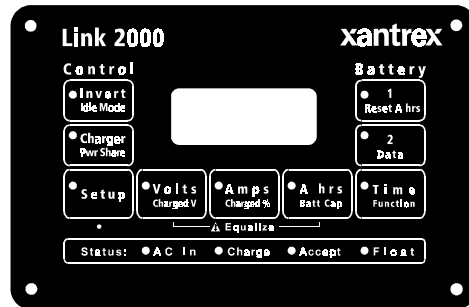 Link 2000 xantrex
Control Battery
Invert 1
Idle Mode Reset A hrs
Charger 2
Pwr Share Data
Setup Volts Amps A hrs Time
Charged V Charged % Batt Cap Function
⚠ Equalize
Status: AC In Charge Accept Float